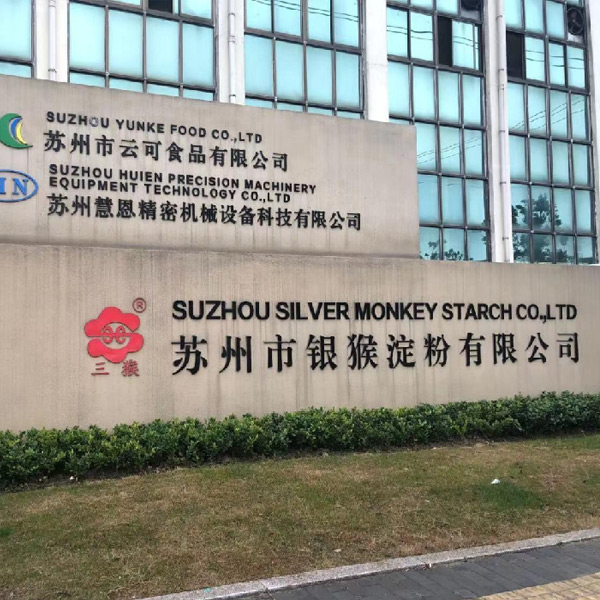 SUZHOU YUNKE FOOD CO.,LTD
苏州市云可食品有限公司
IN
SUZHOU HUIEN PRECISION MACHINERY
EQUIPMENT TECHNOLOGY CO.,LTD
苏州慧恩精密机械设备科技有限公司
®
三猴
SUZHOU SILVER MONKEY STARCH CO.,LTD
苏州市银猴淀粉有限公司